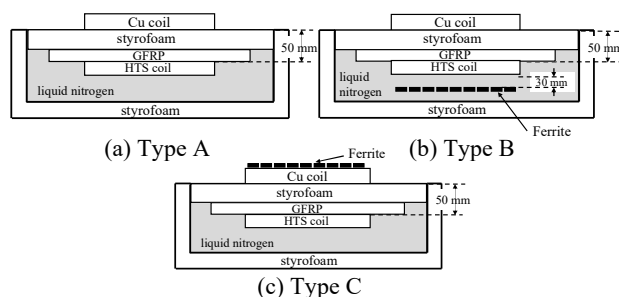 Cu coil
styrofoam
50 mm
GFRP
HTS coil
liquid nitrogen
styrofoam
(a) Type A
Cu coil
styrofoam
50 mm
GFRP
HTS coil
liquid
nitrogen
30 mm
styrofoam
Ferrite
(b) Type B
Ferrite
Cu coil
styrofoam
50 mm
GFRP
HTS coil
liquid nitrogen
styrofoam
(c) Type C